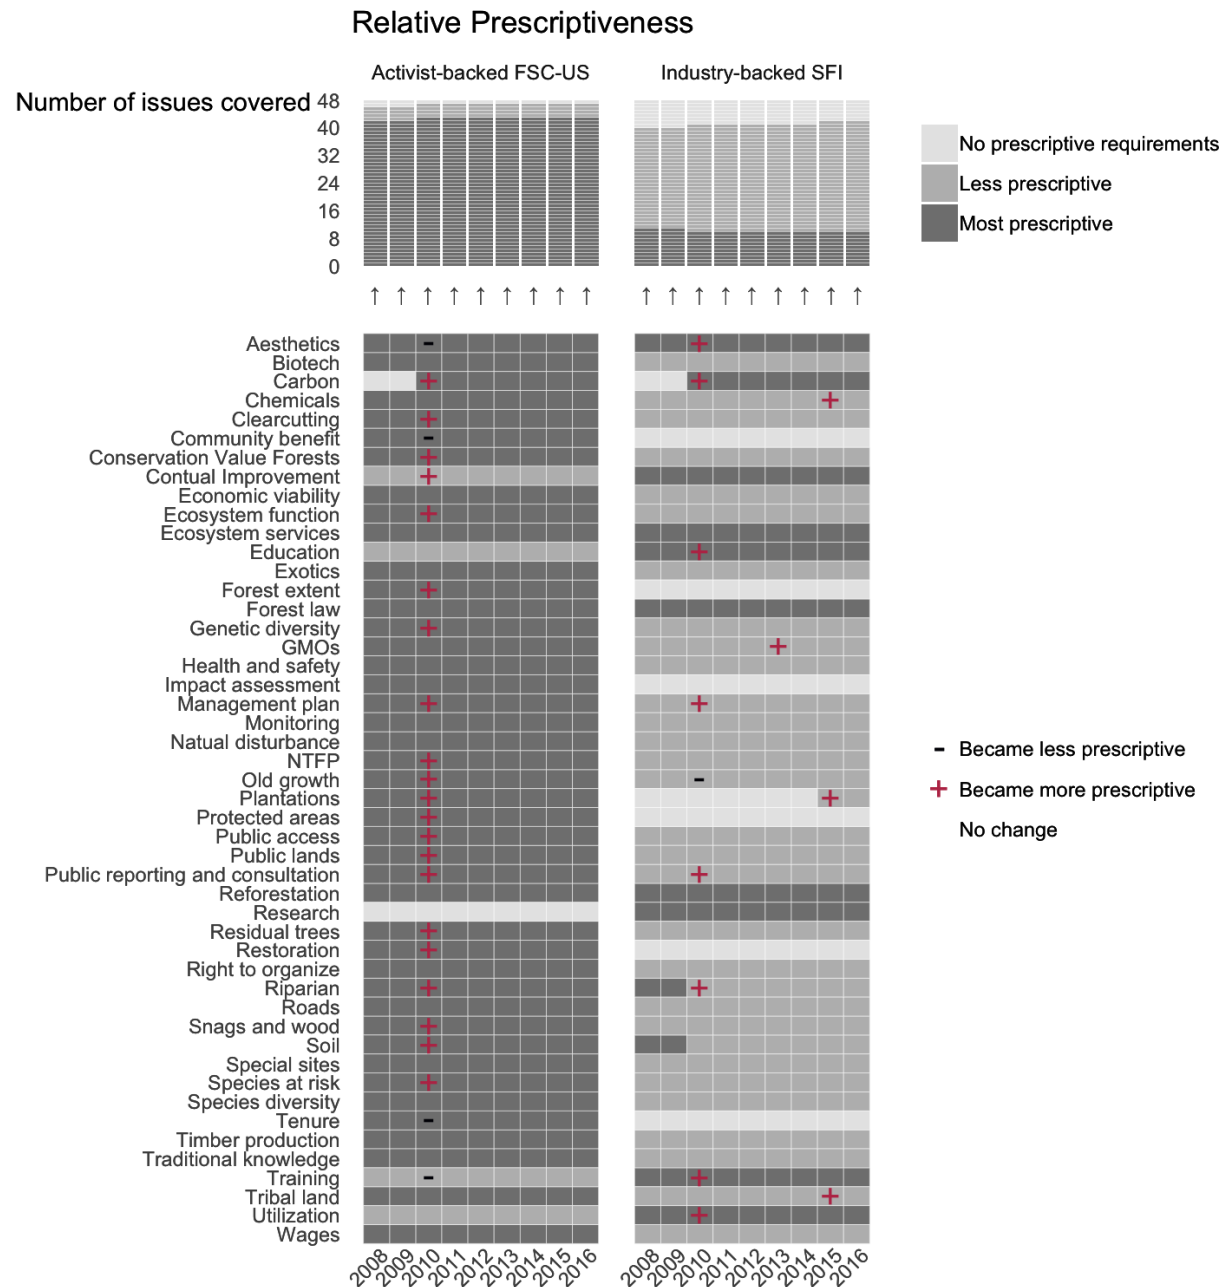 Relative Prescriptiveness
Activist-backed FSC-US
Industry-backed SFI
Number of issues covered
48
40
32
24
16
8
0
No prescriptive requirements
Less prescriptive
Most prescriptive
↑ ↑ ↑ ↑ ↑ ↑ ↑ ↑ ↑
↑ ↑ ↑ ↑ ↑ ↑ ↑ ↑ ↑
Aesthetics
Biotech
Carbon
Chemicals
Clearcutting
Community benefit
Conservation Value Forests
Contual Improvement
Economic viability
Ecosystem function
Ecosystem services
Education
Exotics
Forest extent
Forest law
Genetic diversity
GMOs
Health and safety
Impact assessment
Management plan
Monitoring
Natual disturbance
NTFP
Old growth
Plantations
Protected areas
Public access
Public lands
Public reporting and consultation
Reforestation
Research
Residual trees
Restoration
Right to organize
Riparian
Roads
Snags and wood
Soil
Special sites
Species at risk
Species diversity
Tenure
Timber production
Traditional knowledge
Training
Tribal land
Utilization
Wages
- Became less prescriptive
+ Became more prescriptive
No change
2008 2009 2010 2011 2012 2013 2014 2015 2016
2008 2009 2010 2011 2012 2013 2014 2015 2016